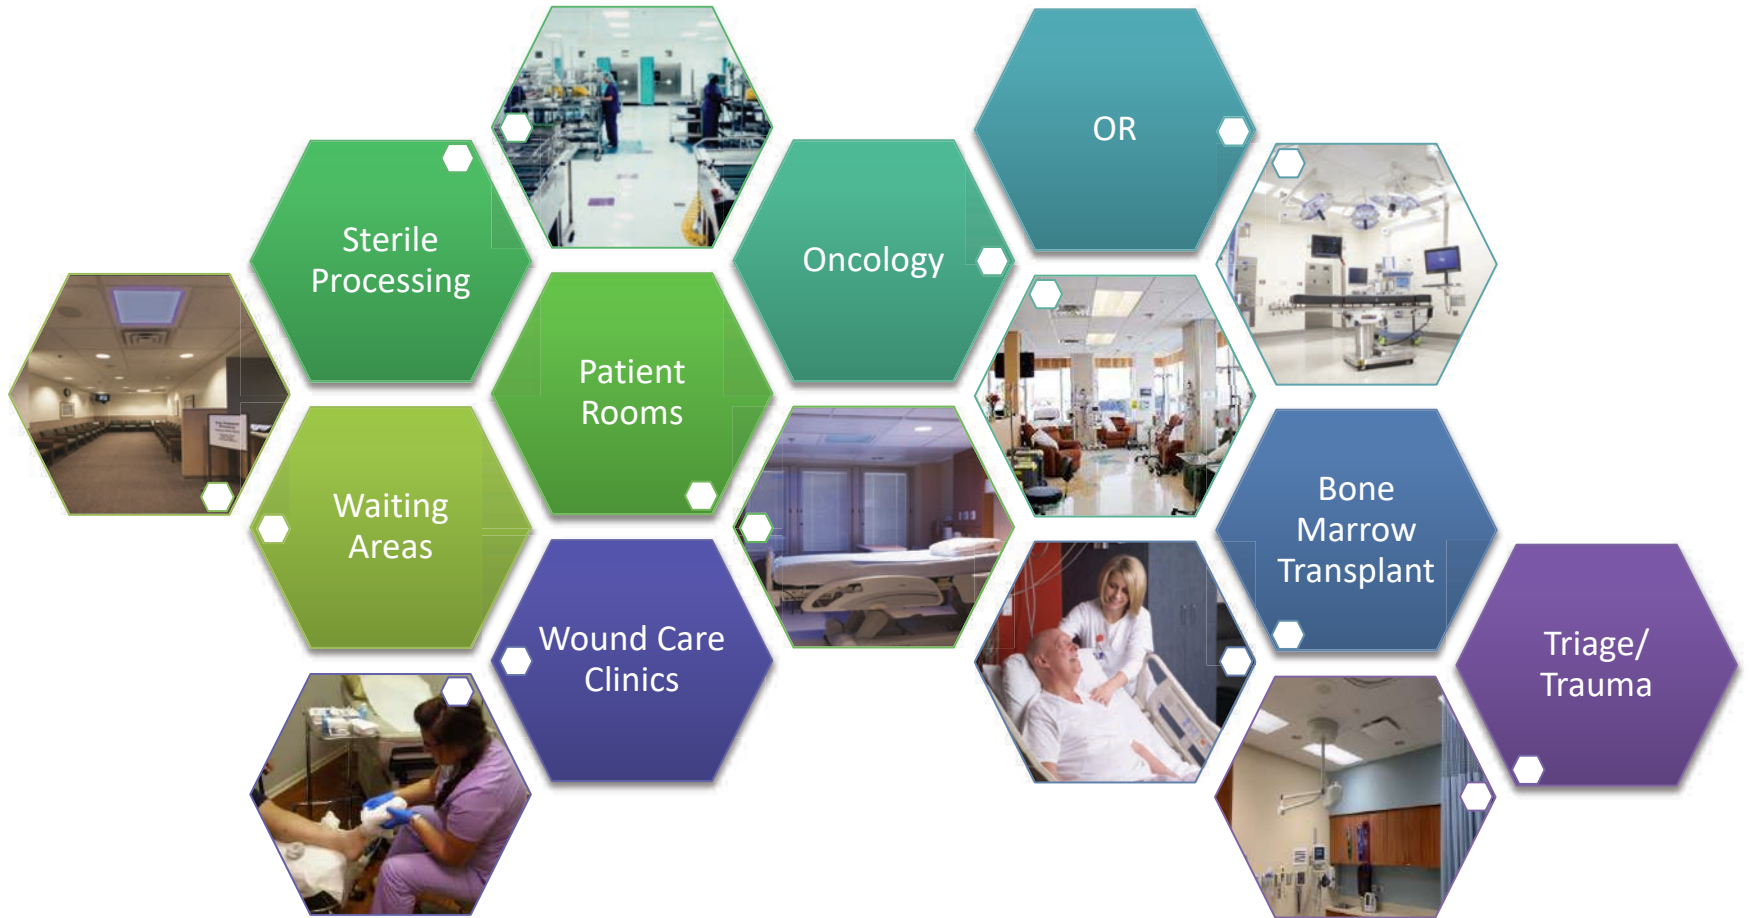 OR
Sterile
Processing
Oncology
Patient
Rooms
Waiting
Areas
Bone
Marrow
Transplant
Wound Care
Clinics
Triage/
Trauma